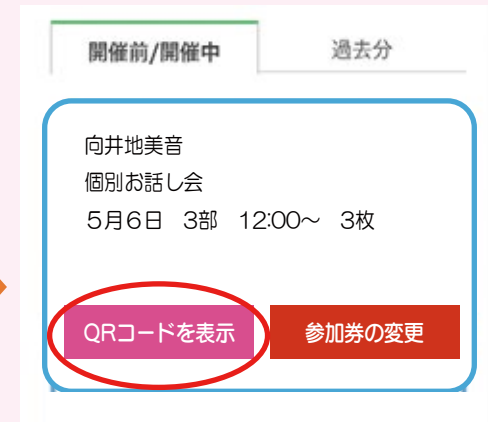 開催前/開催中 過去分
向井地美音
個別お話し会
5月6日 3部 12:00〜 3枚
QRコードを表示 参加券の変更